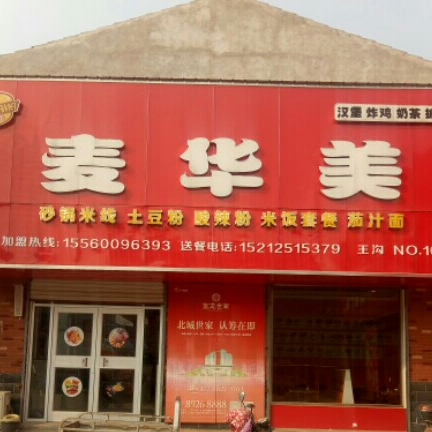 汉堡 炸鸡 奶茶
麦华美
砂锅米线 土豆粉 酸辣粉 米饭套餐 茄汁面
加盟热线:15560096393 送餐电话:15212515379 王沟 NO.1
北城世家 认筹在即
8926 8888